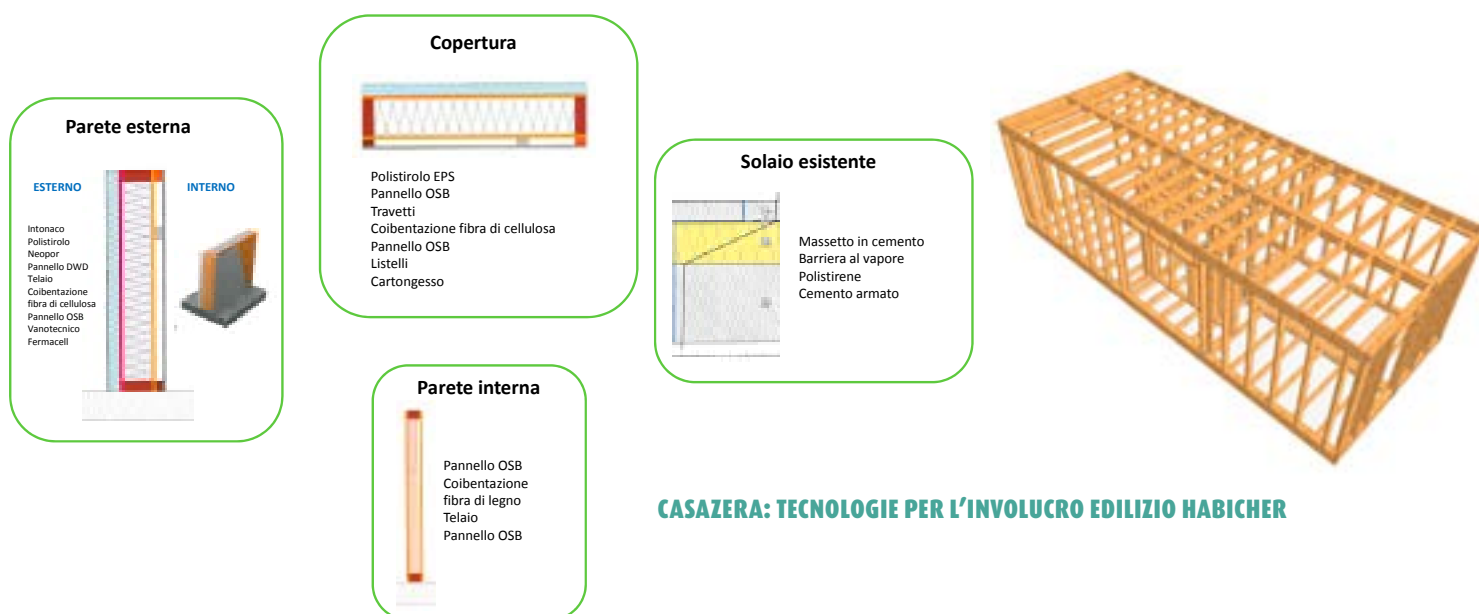 Parete esterna
ESTERNO
INTERNO
Intonaco
Polistirolo
Neopor
Pannello DWD
Telaio
Coibentazione
fibra di cellulosa
Pannello OSB
Vanotecnico
Fermacell
Copertura
Polistirolo EPS
Pannello OSB
Travetti
Coibentazione fibra di cellulosa
Pannello OSB
Listelli
Cartongesso
Parete interna
Pannello OSB
Coibentazione
fibra di legno
Telaio
Pannello OSB
Solaio esistente
Massetto in cemento
Barriera al vapore
Polistirene
Cemento armato
CASAZERA: TECNOLOGIE PER L'INVOLUCRO EDILIZIO HABICHER